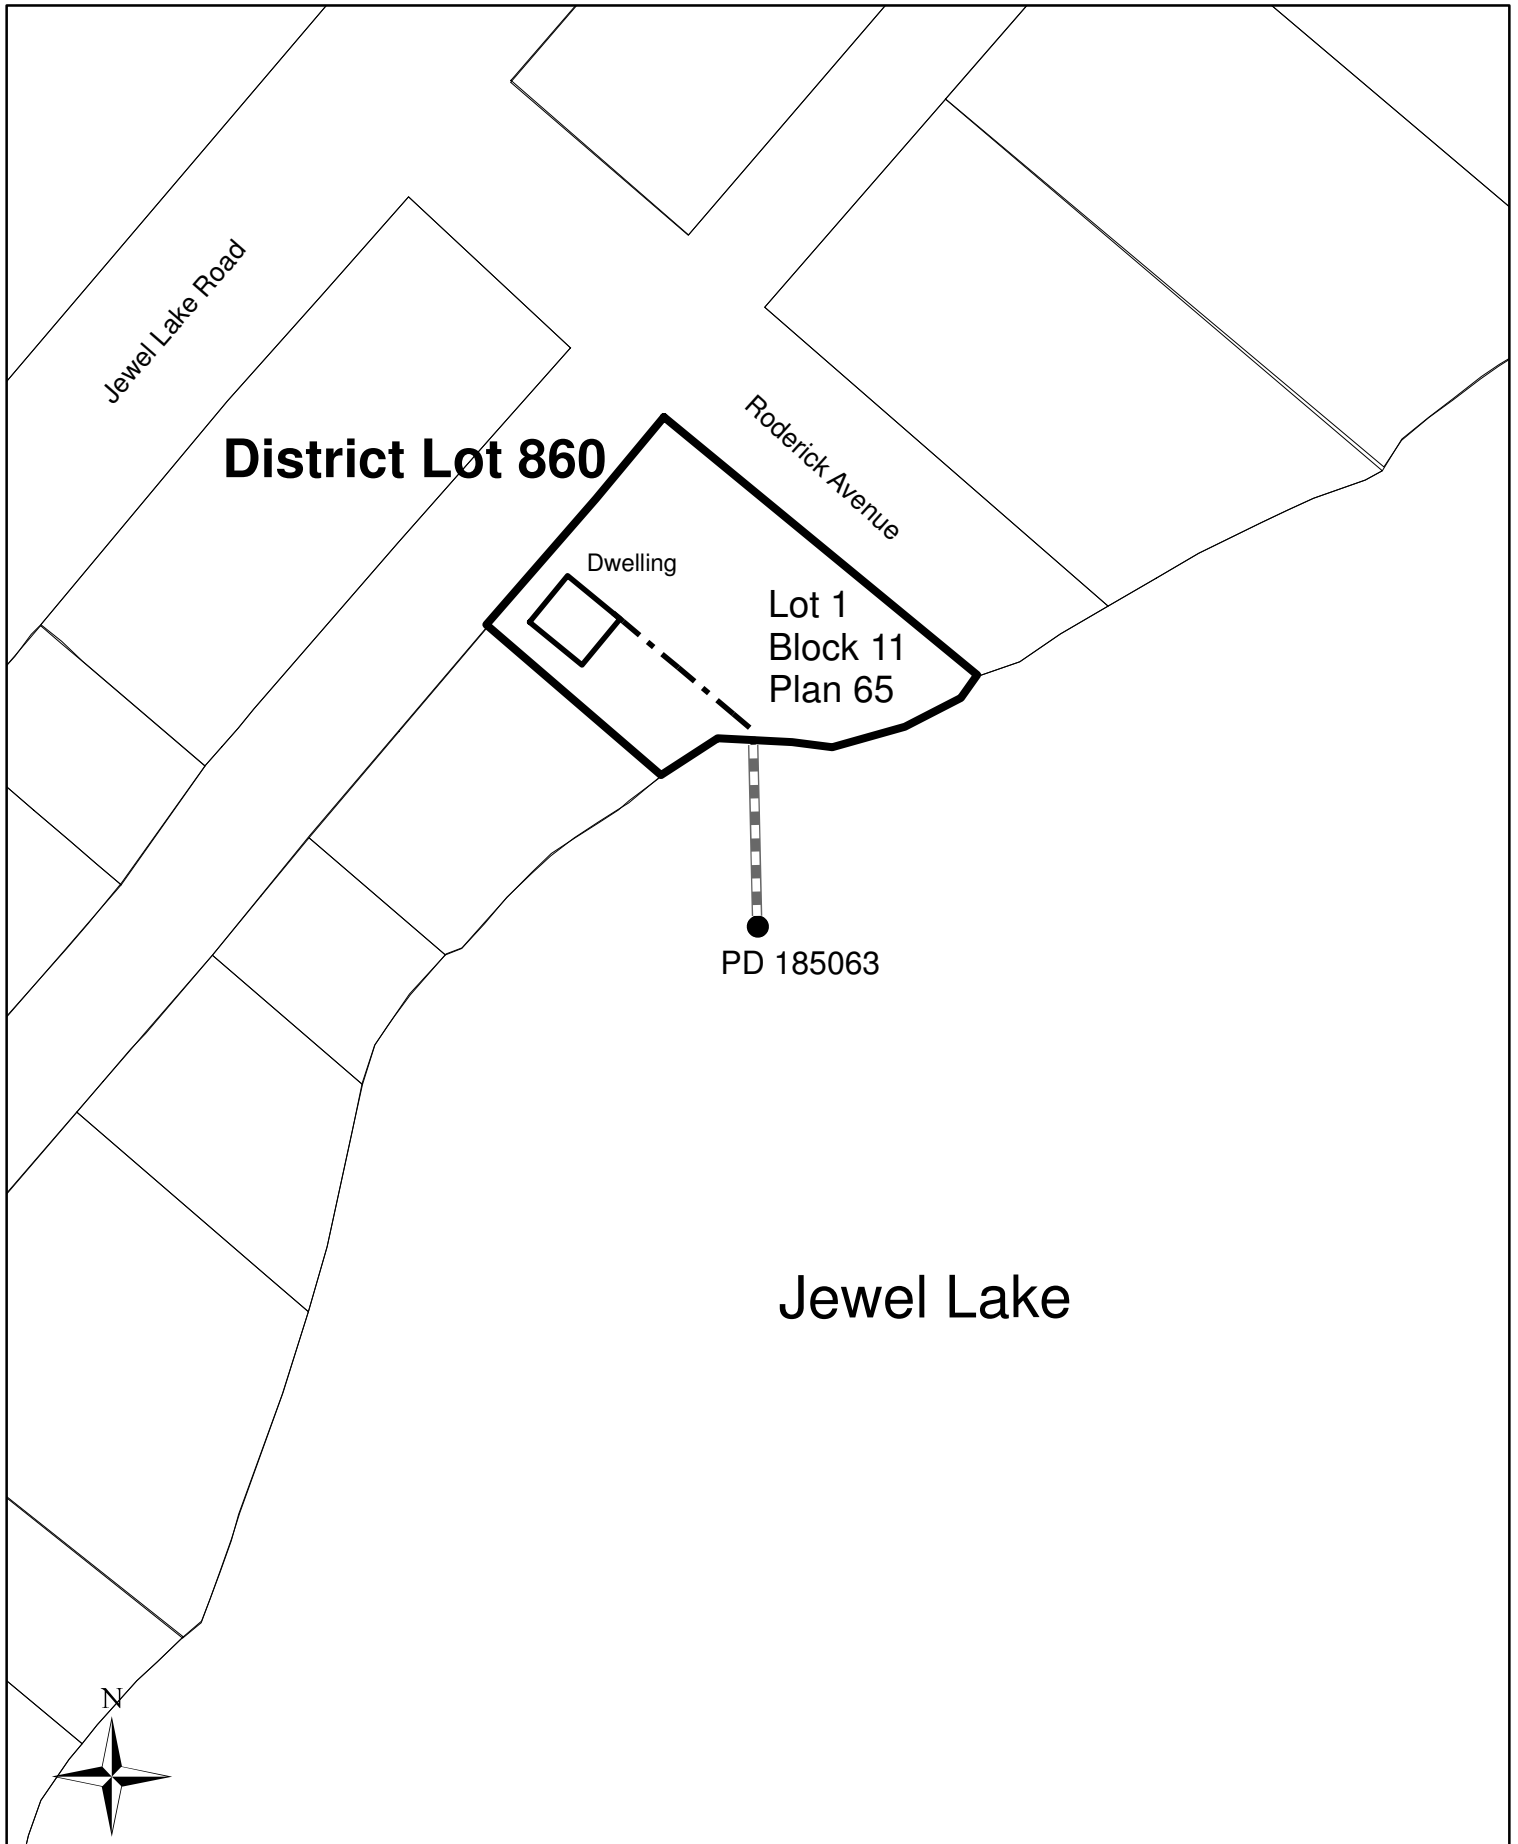 Jewel Lake Road
District Lot 860
Roderick Avenue
Dwelling
Lot 1
Block 11
Plan 65
PD 185063
Jewel Lake
N